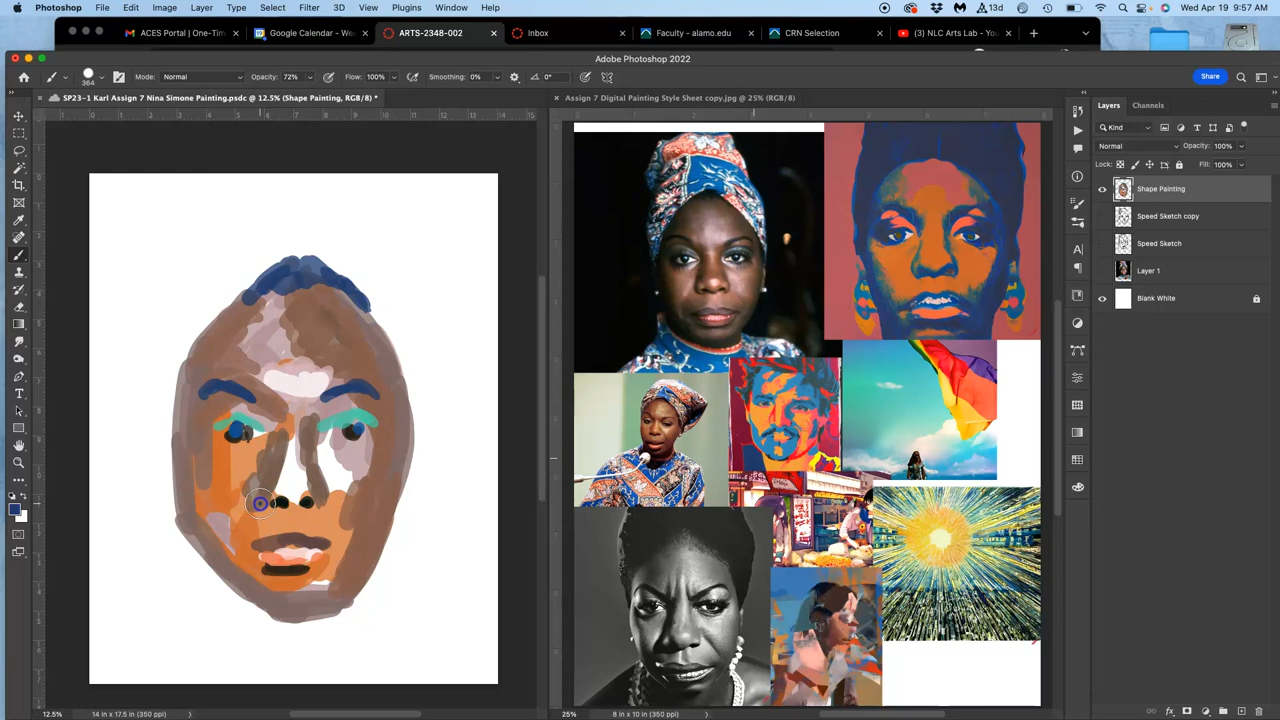 Photoshop File Edit Image Layer Type Select Filter 3D View Plugins Window Help 13d Wed Apr 19 9:57 AM
ACES Portal | One-Tim Google Calendar - We ARTS-2348-002 Inbox Faculty - alamo.edu CRN Selection (3) NLC Arts Lab - You
Adobe Photoshop 2022
364 Mode: Normal Opacity: 72% Flow: 100% Smoothing: 0% 0° Share
SP23-1 Karl Assign 7 Nina Simone Painting.psdc @ 12.5% (Shape Painting, RGB/8) * Assign 7 Digital Painting Style Sheet copy.jpg @ 25% (RGB/8)
Layers Channels
Kind
Normal Opacity: 100%
Lock: Fill: 100%
Shape Painting
Speed Sketch copy
Speed Sketch
Layer 1
Blank White
12.5% 14 in x 17.5 in (350 ppi) 25% 8 in x 10 in (350 ppi)